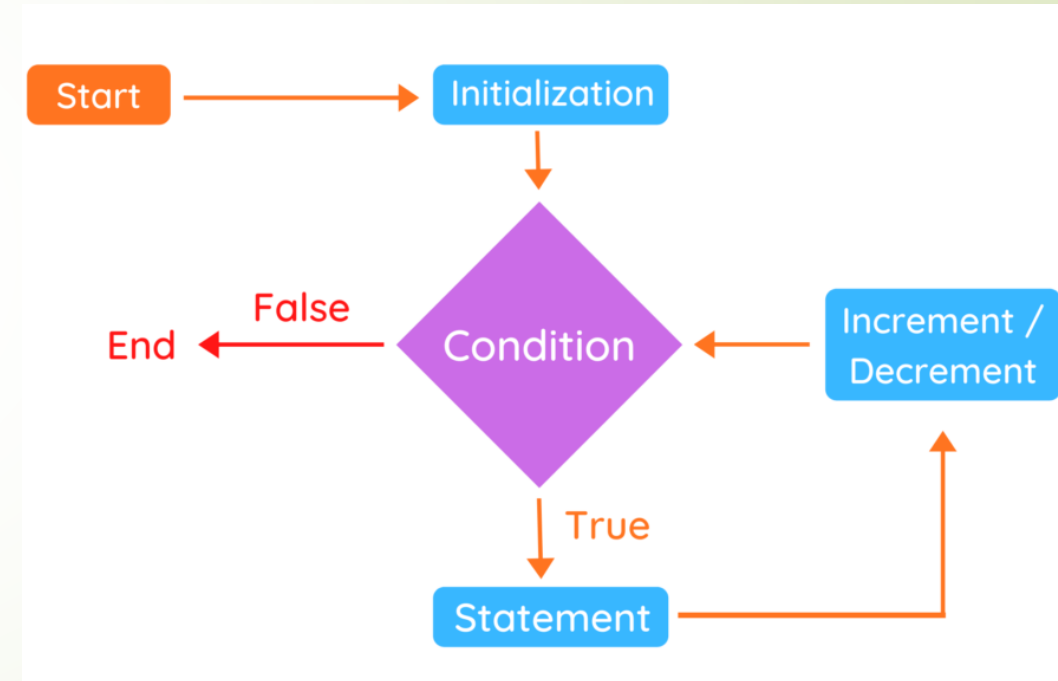 Start
Initialization
False
End
Condition
Increment /
Decrement
True
Statement